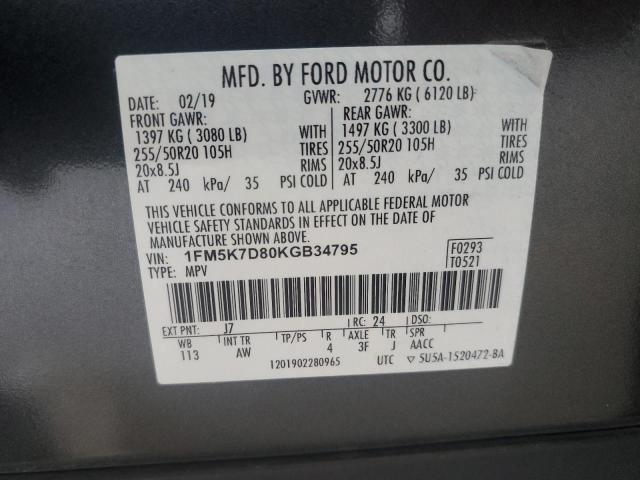 MFD. BY FORD MOTOR CO.
DATE: 02/19 GVWR: 2776 KG ( 6120 LB)
FRONT GAWR: REAR GAWR:
1397 KG ( 3080 LB) WITH 1497 KG ( 3300 LB) WITH
255/50R20 105H TIRES 255/50R20 105H TIRES
20x8.5J RIMS 20x8.5J RIMS
AT 240 kPa/ 35 PSI COLD AT 240 kPa/ 35 PSI COLD
THIS VEHICLE CONFORMS TO ALL APPLICABLE FEDERAL MOTOR
VEHICLE SAFETY STANDARDS IN EFFECT ON THE DATE OF
MANUFACTURE SHOWN ABOVE.
VIN: 1FM5K7D80KGB34795 F0293
TYPE: MPV T0521
EXT PNT: J7 RC: 24 DSO:
WB INT TR TP/PS R AXLE TR SPR
113 AW 4 3F J AACC
1201902280965 UTC ▽ 5U5A-1520472-BA